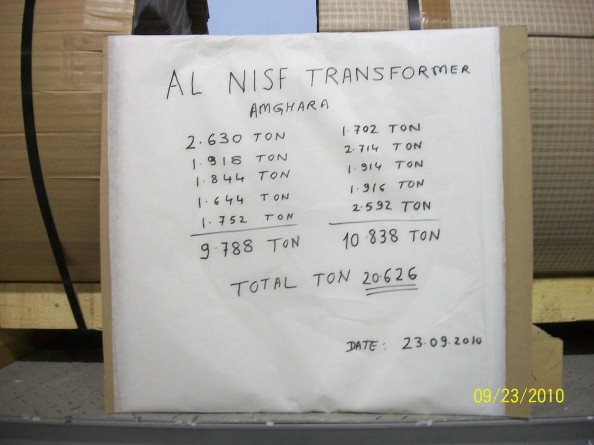 AL NISF TRANSFORMER
AMGHARA
2.630 TON
1.918 TON
1.844 TON
1.644 TON
1.752 TON
9.788 TON
1.702 TON
2.714 TON
1.914 TON
1.916 TON
2.592 TON
10.838 TON
TOTAL TON 20.626
DATE: 23.09.2010
09/23/2010